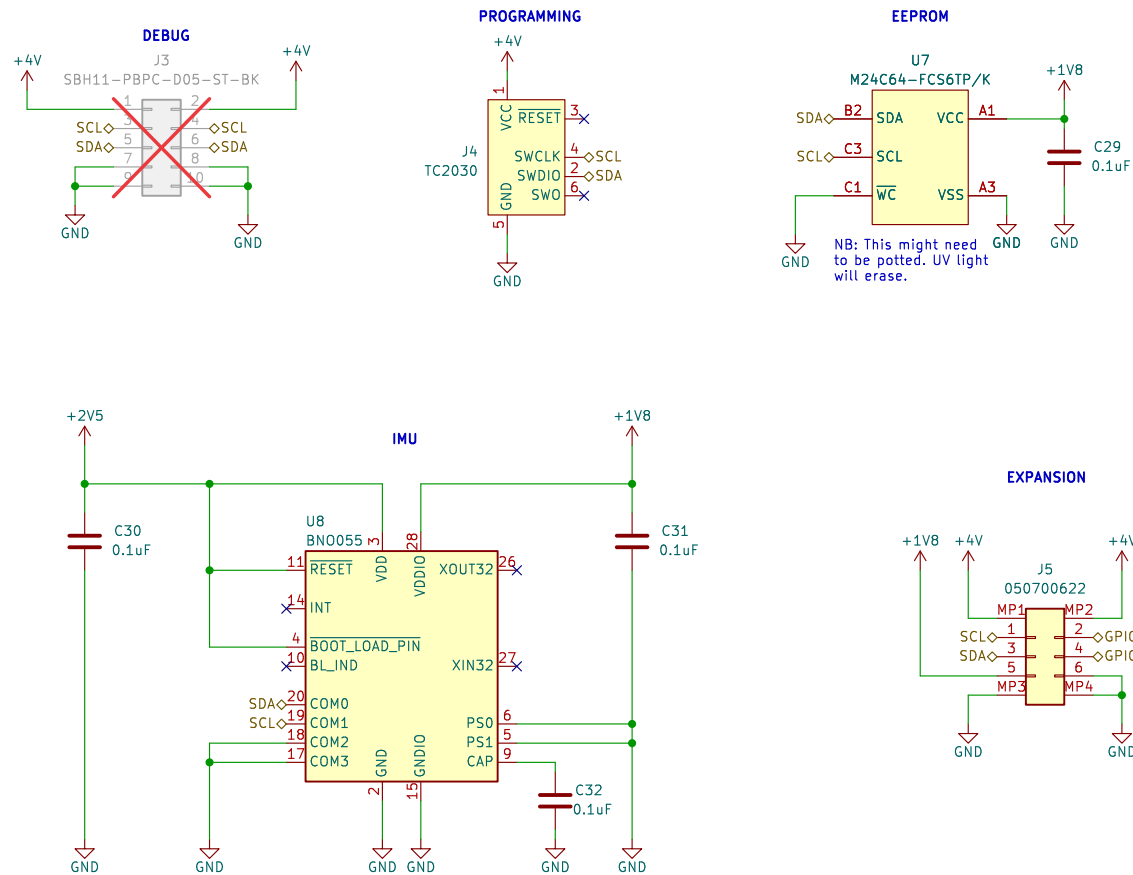 DEBUG
J3
SBH11-PBPC-D05-ST-BK
+4V
+4V
1
2
3
4
SCL
SCL
5
6
SDA
SDA
7
8
9
10
GND
GND
PROGRAMMING
+4V
1
VCC
RESET
3
J4
TC2030
SWCLK
4
SCL
SWDIO
2
SDA
SWO
6
GND
5
GND
EEPROM
U7
M24C64-FCS6TP/K
+1V8
SDA
B2
SDA
VCC
A1
SCL
C3
SCL
C1
WC
VSS
A3
C29
0.1uF
GND
GND
GND
NB: This might need
to be potted. UV light
will erase.
IMU
+2V5
+1V8
C30
0.1uF
C31
0.1uF
U8
BNO055
3
28
VDD
VDDIO
11
RESET
XOUT32
26
14
INT
4
BOOT_LOAD_PIN
10
BL_IND
XIN32
27
SDA
20
COM0
SCL
19
COM1
PS0
6
18
COM2
PS1
5
17
COM3
CAP
9
GND
GNDIO
2
15
C32
0.1uF
GND
GND
GND
GND
GND
GND
EXPANSION
+1V8
+4V
+4V
J5
050700622
MP1
MP2
SCL
1
2
GPIO
SDA
3
4
GPIO
5
6
MP3
MP4
GND
GND